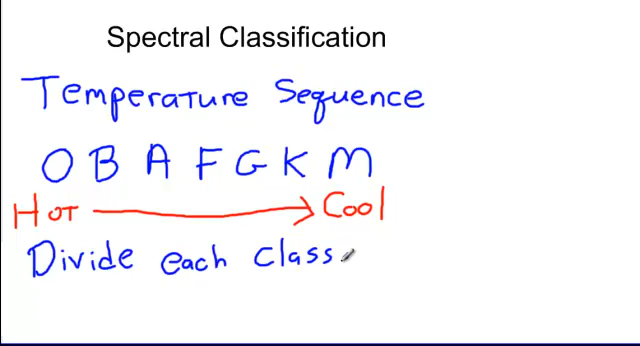 Spectral Classification
Temperature Sequence
O B A F G K M
HOT Cool
Divide each class